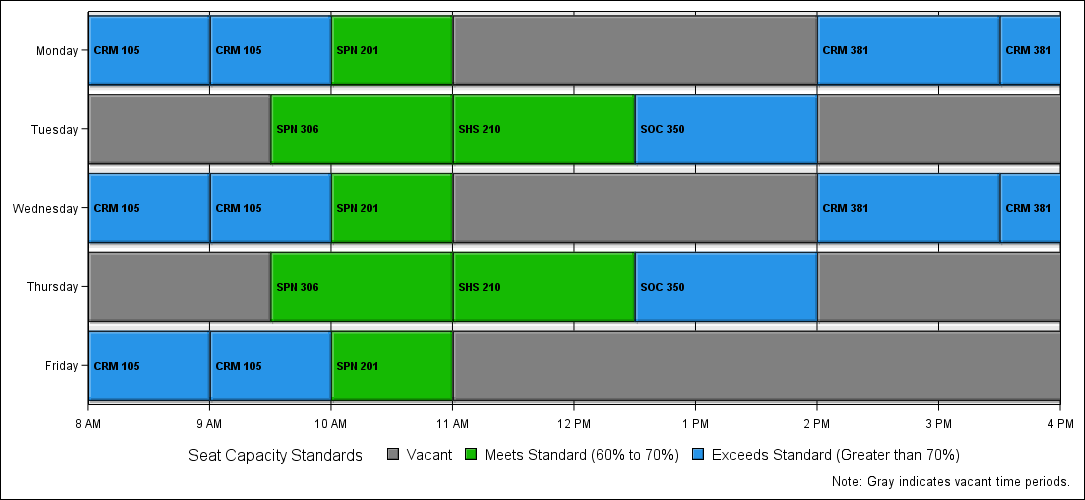 Monday CRM 105 CRM 105 SPN 201 CRM 381 CRM 381
Tuesday SPN 306 SHS 210 SOC 350
Wednesday CRM 105 CRM 105 SPN 201 CRM 381 CRM 381
Thursday SPN 306 SHS 210 SOC 350
Friday CRM 105 CRM 105 SPN 201
8 AM 9 AM 10 AM 11 AM 12 PM 1 PM 2 PM 3 PM 4 PM
Seat Capacity Standards Vacant Meets Standard (60% to 70%) Exceeds Standard (Greater than 70%)
Note: Gray indicates vacant time periods.